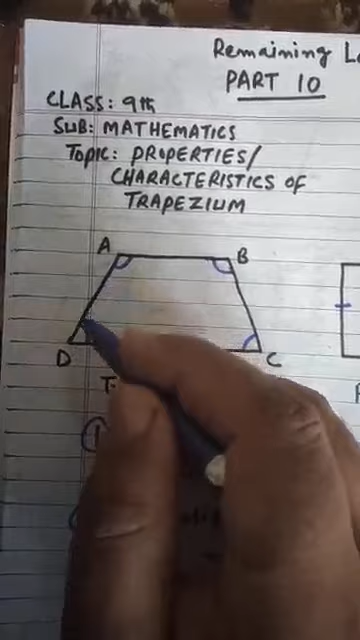 Remaining
PART 10
CLASS: 9th
SUB: MATHEMATICS
TOPIC: PROPERTIES/
CHARACTERISTICS OF
TRAPEZIUM
A B
D C